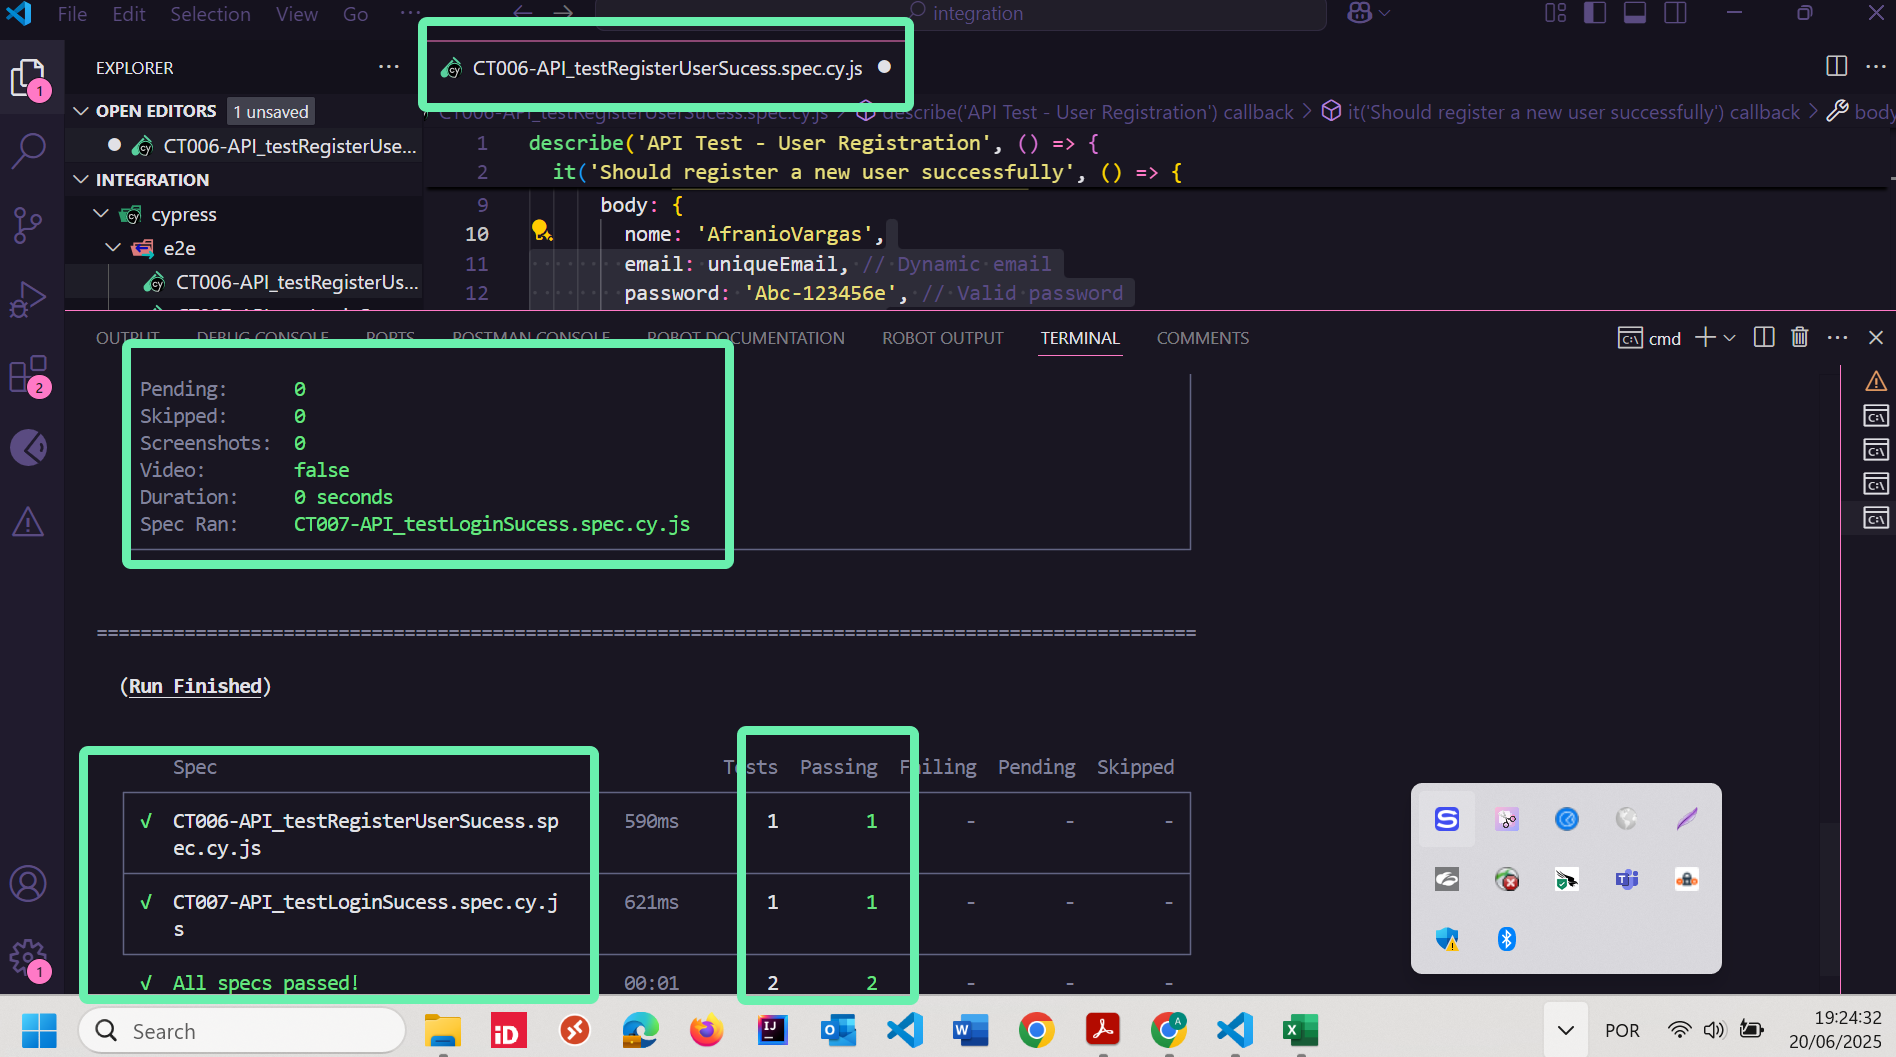 File Edit Selection View Go ··· integration
EXPLORER ···
CT006-API_testRegisterUserSucess.spec.cy.js
OPEN EDITORS 1 unsaved
CT006-API_testRegisterUse...
INTEGRATION
cypress
e2e
CT006-API_testRegisterUs...
CT006-API_testRegisterUserSucess.spec.cy.js > describe('API Test - User Registration') callback > it('Should register a new user successfully') callback > body
1 describe('API Test - User Registration', () => {
2 it('Should register a new user successfully', () => {
9 body: {
10 nome: 'AfranioVargas',
11 email: uniqueEmail, // Dynamic email
12 password: 'Abc-123456e', // Valid password
OUTPUT DEBUG CONSOLE PORTS POSTMAN CONSOLE ROBOT DOCUMENTATION ROBOT OUTPUT TERMINAL COMMENTS cmd
Pending: 0
Skipped: 0
Screenshots: 0
Video: false
Duration: 0 seconds
Spec Ran: CT007-API_testLoginSucess.spec.cy.js
(Run Finished)
Spec Tests Passing Failing Pending Skipped
√ CT006-API_testRegisterUserSucess.sp 590ms 1 1 - - -
ec.cy.js
√ CT007-API_testLoginSucess.spec.cy.j 621ms 1 1 - - -
s
√ All specs passed! 00:01 2 2 - - -
1
2
1
Search
POR
19:24:32
20/06/2025